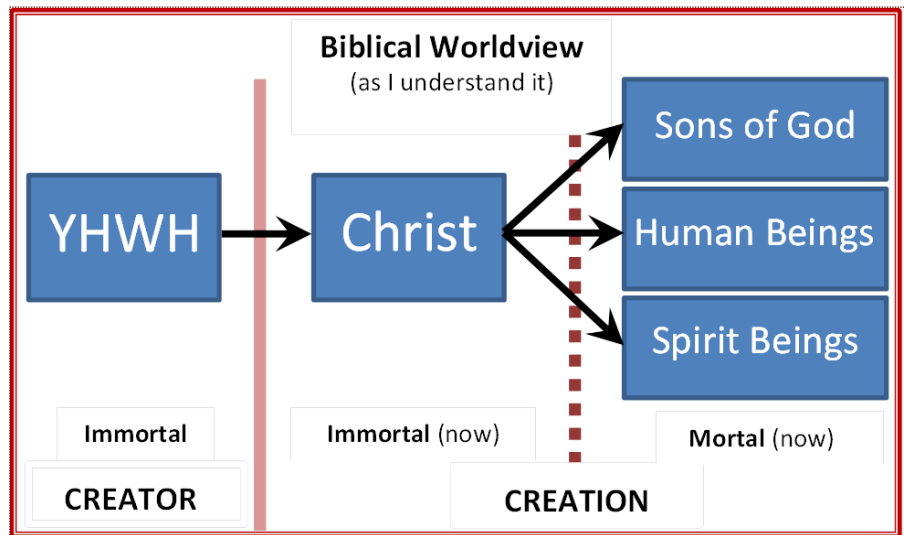 Biblical Worldview
(as I understand it)
YHWH
Christ
Sons of God
Human Beings
Spirit Beings
Immortal
Immortal (now)
Mortal (now)
CREATOR
CREATION